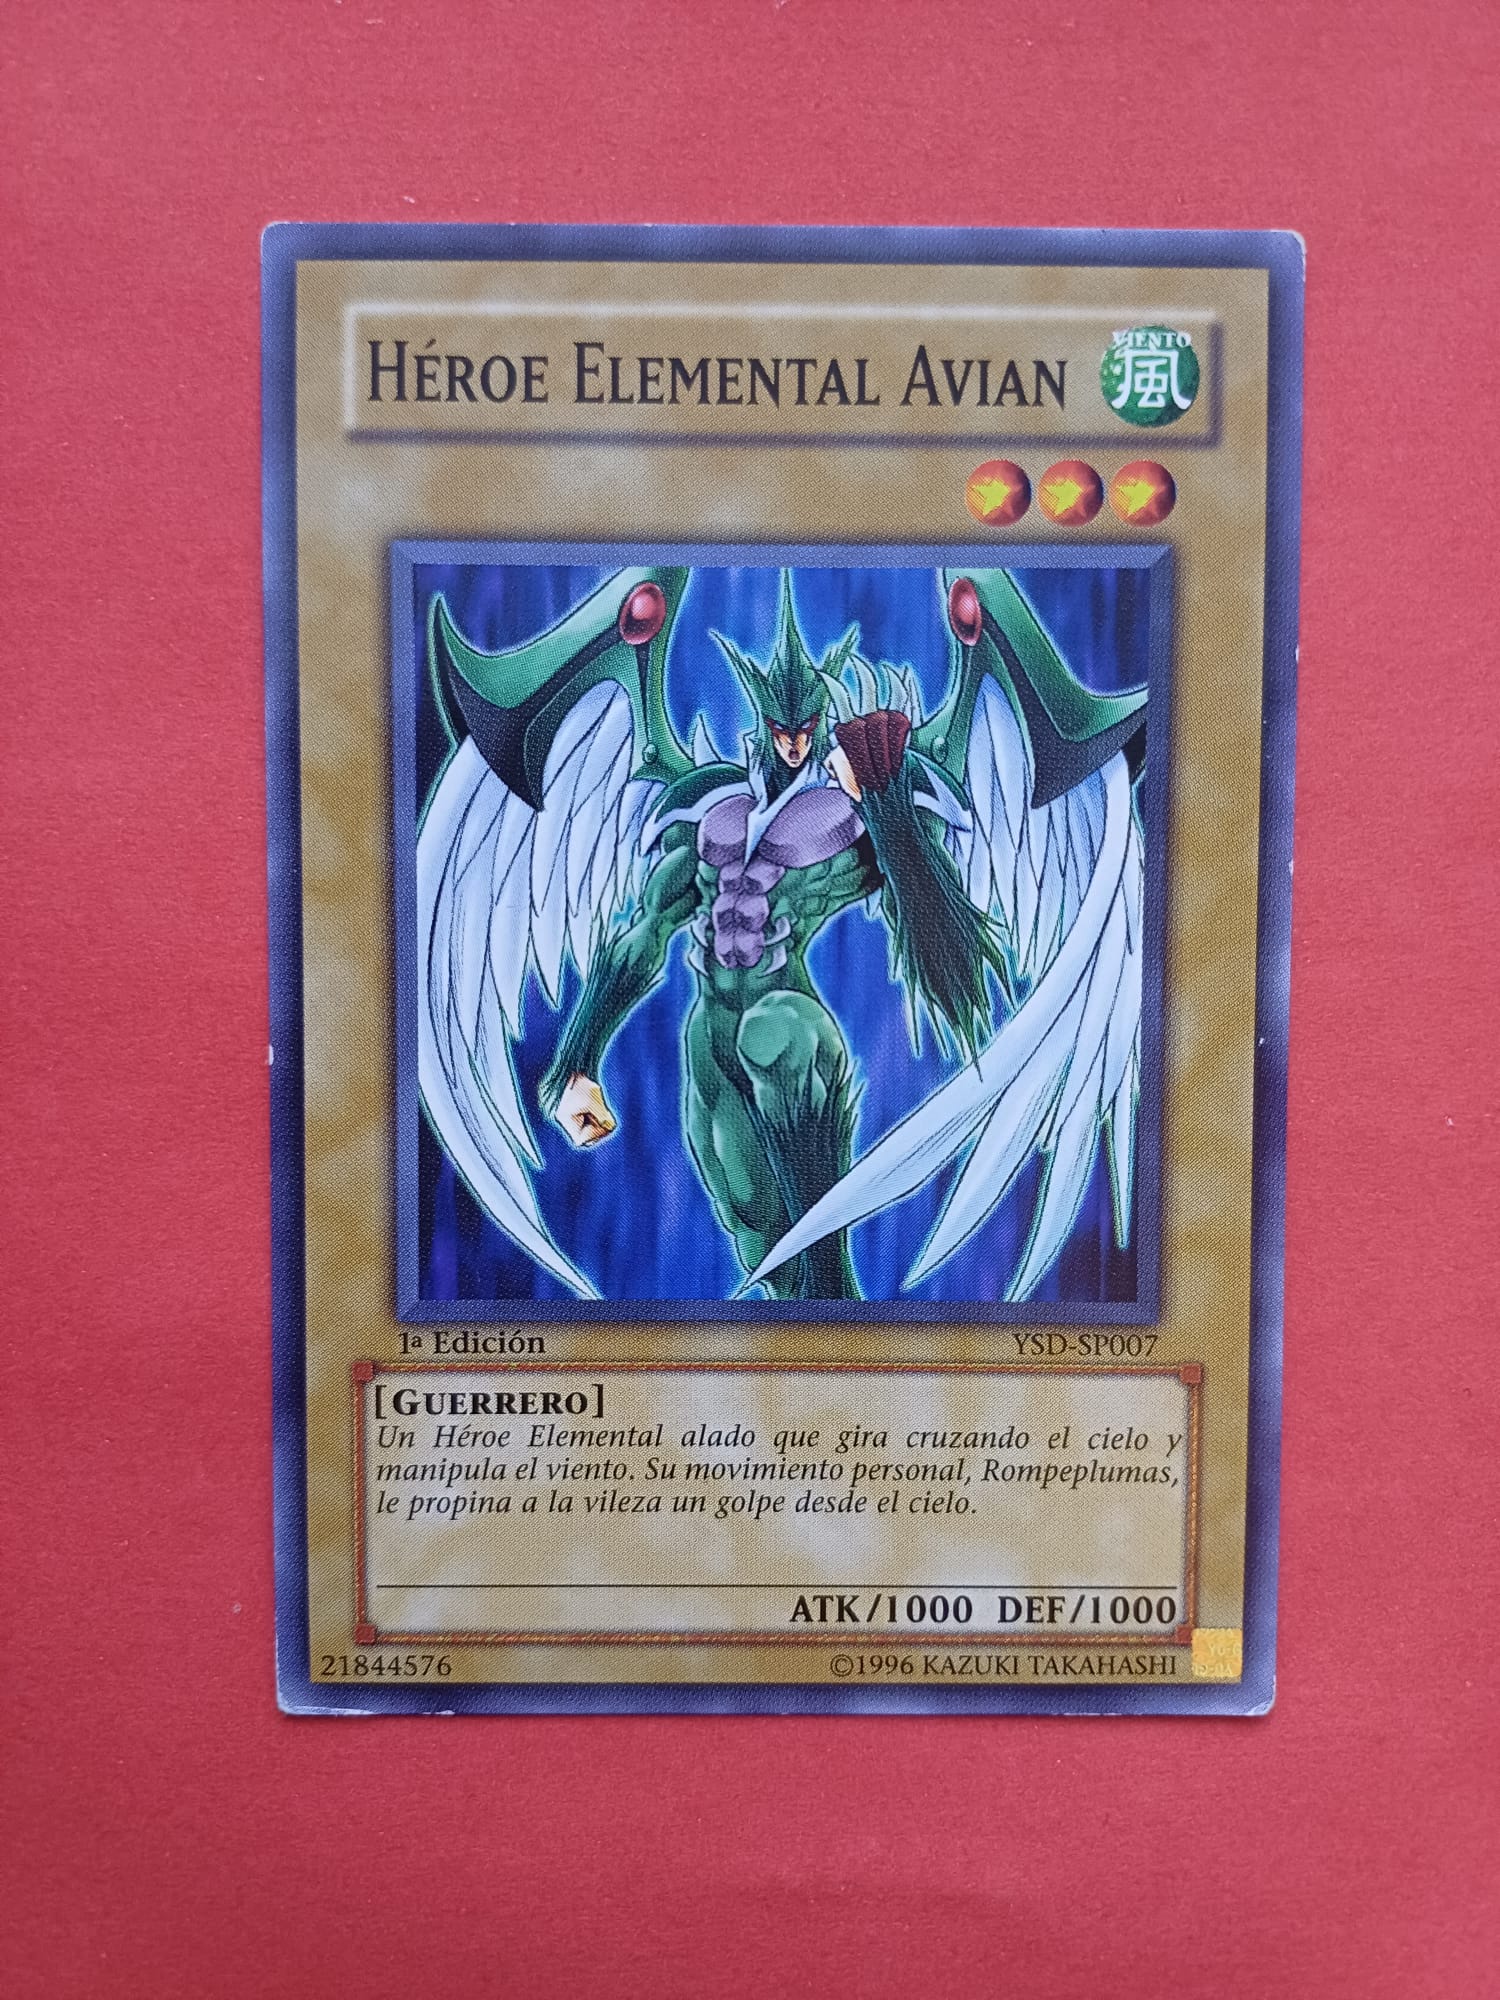 HÉROE ELEMENTAL AVIAN
VIENTO
風
1ª Edición
YSD-SP007
[GUERRERO]
Un Héroe Elemental alado que gira cruzando el cielo y
manipula el viento. Su movimiento personal, Rompeplumas,
le propina a la vileza un golpe desde el cielo.
ATK/1000 DEF/1000
21844576
©1996 KAZUKI TAKAHASHI